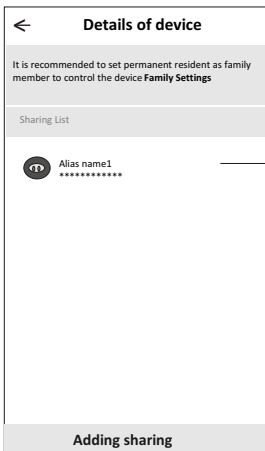 Details of device
It is recommended to set permanent resident as family
member to control the device Family Settings
Sharing List
Alias name1
************
Adding sharing